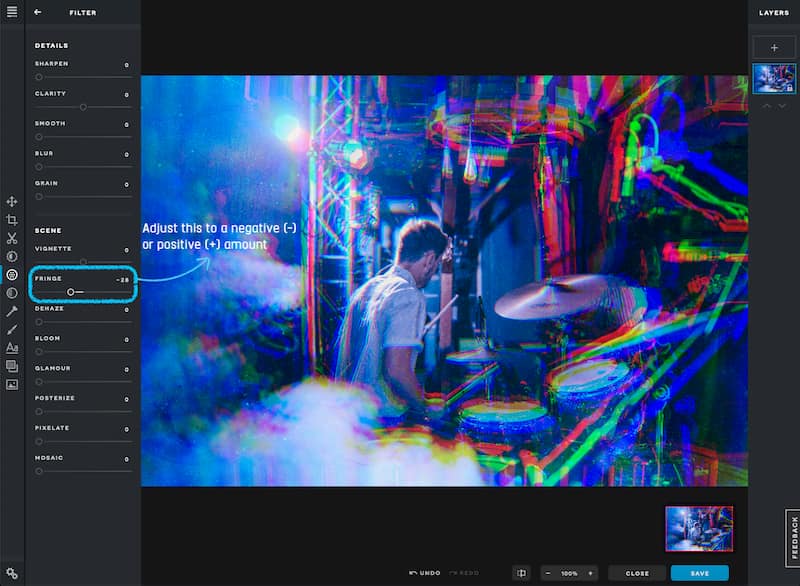 FILTER
LAYERS
DETAILS
SHARPEN 0
CLARITY 0
SMOOTH 0
BLUR 0
GRAIN 0
SCENE
VIGNETTE 0
Adjust this to a negative (-)
or positive (+) amount
FRINGE -28
DEHAZE 0
BLOOM 0
GLAMOUR 0
POSTERIZE 0
PIXELATE 0
MOSAIC 0
FEEDBACK
UNDO REDO - 100% + CLOSE SAVE